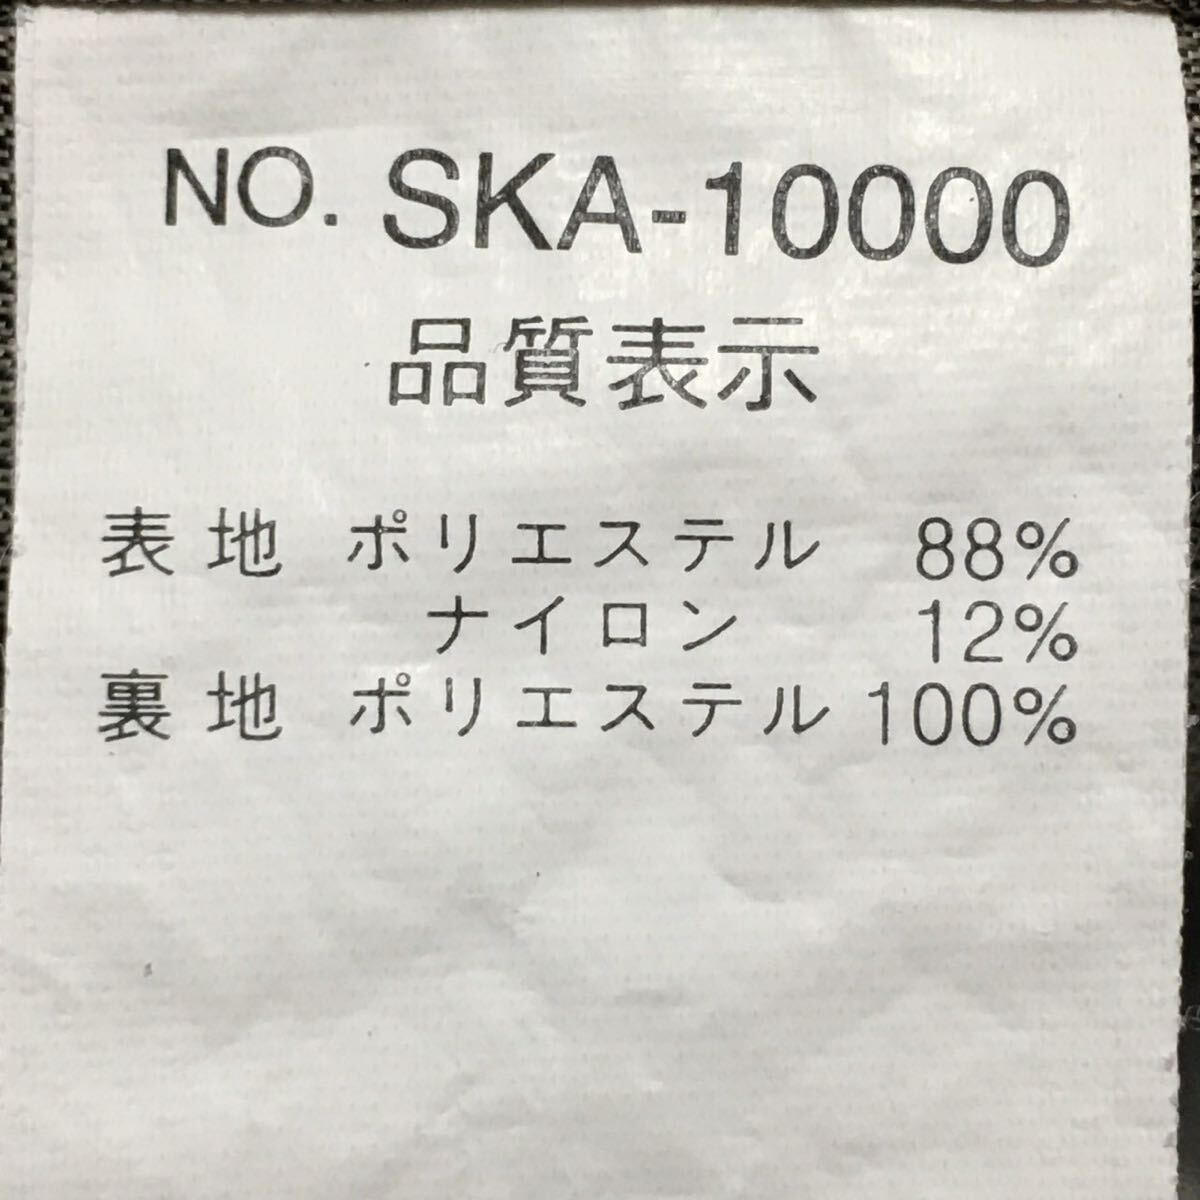 NO. SKA-10000
品質表示
表地 ポリエステル 88%
ナイロン 12%
裏地 ポリエステル 100%